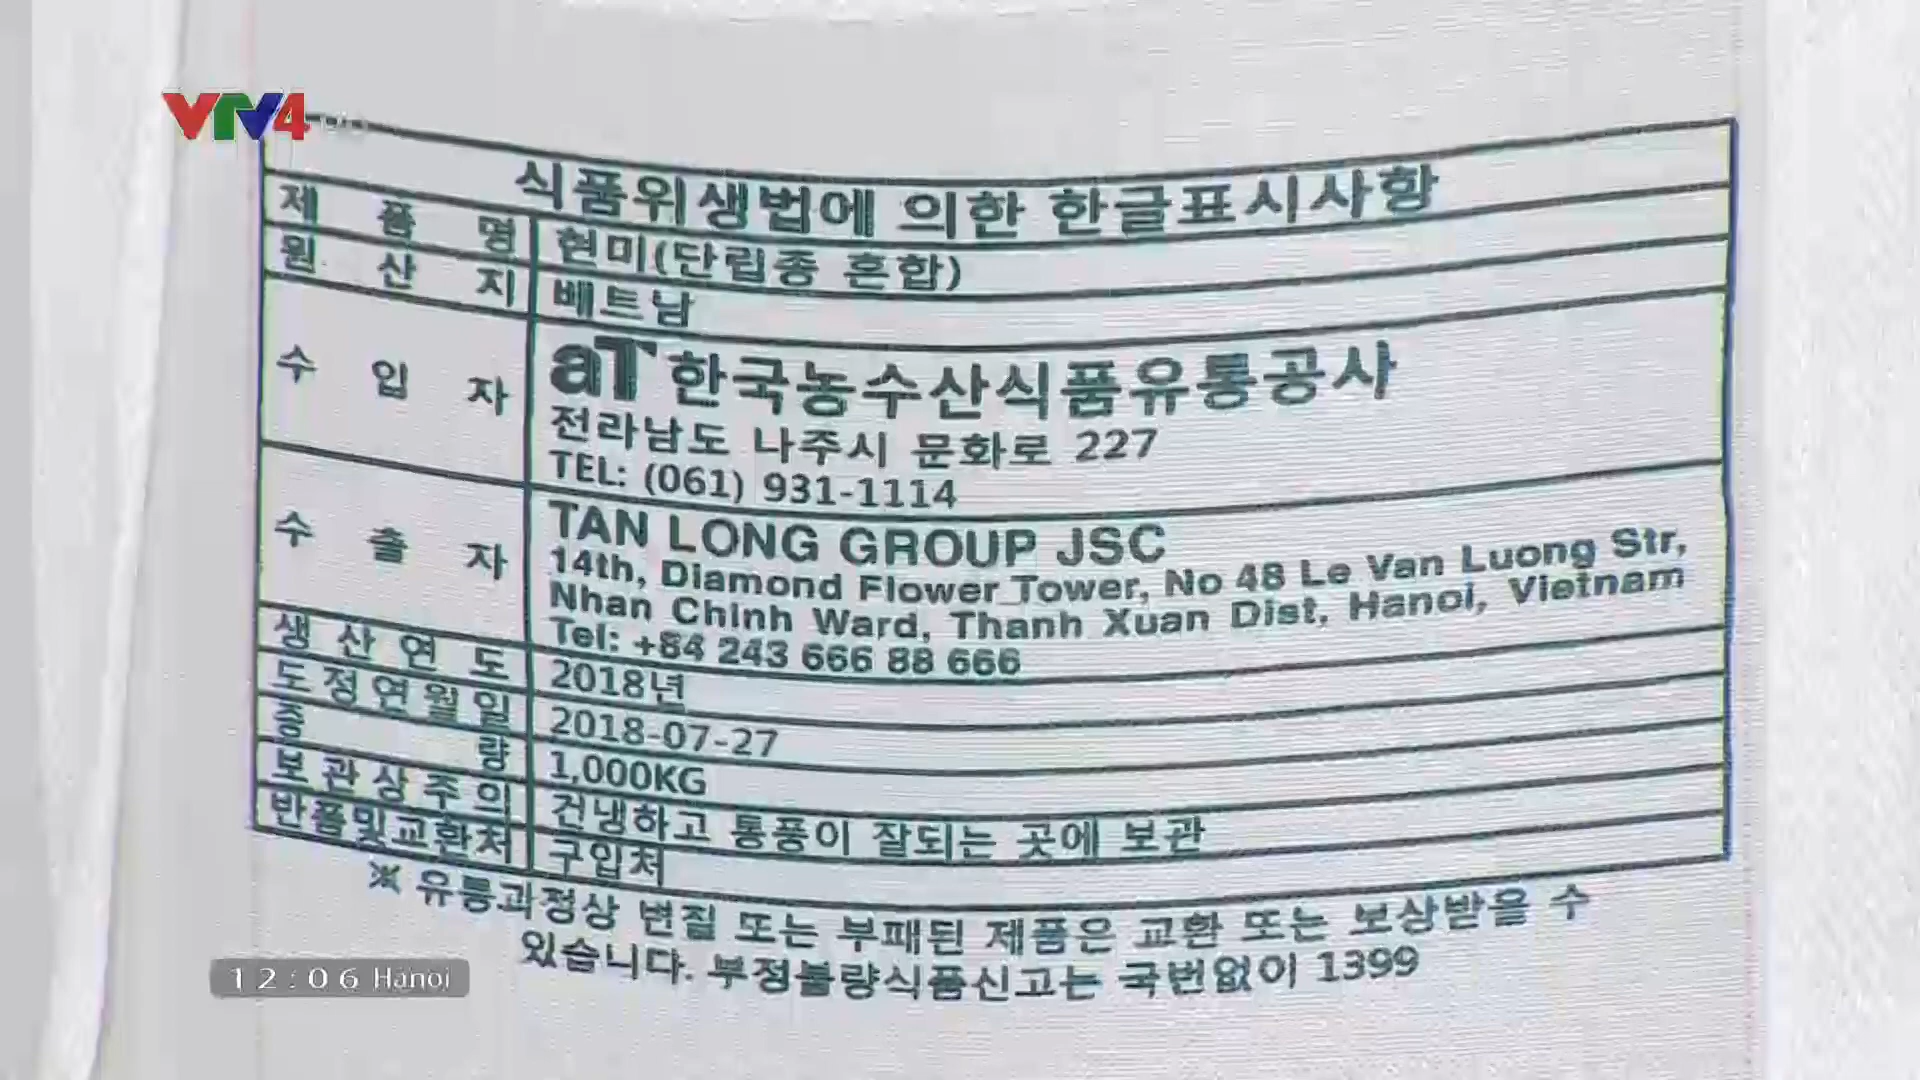 VTV4
식품위생법에 의한 한글표시사항
제 품 명 현미(단립종 혼합)
원 산 지 베트남
수 입 자 aT 한국농수산식품유통공사
전라남도 나주시 문화로 227
TEL: (061) 931-1114
수 출 자 TAN LONG GROUP JSC
14th, Diamond Flower Tower, No 48 Le Van Luong Str,
Nhan Chinh Ward, Thanh Xuan Dist, Hanoi, Vietnam
Tel: +84 243 666 88 666
생 산 연 도 2018년
도정연월일 2018-07-27
중 량 1,000KG
보관상주의 건냉하고 통풍이 잘되는 곳에 보관
반품및교환처 구입처
※ 유통과정상 변질 또는 부패된 제품은 교환 또는 보상받을 수
있습니다. 부정불량식품신고는 국번없이 1399
12:06 Hanoi